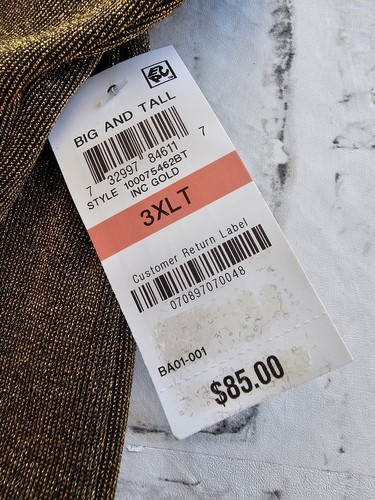 EPC
BIG AND TALL
7 32997 84611 7
STYLE 100075462BT
INC GOLD
3XLT
Customer Return Label
070897070048
BA01-001
$85.00